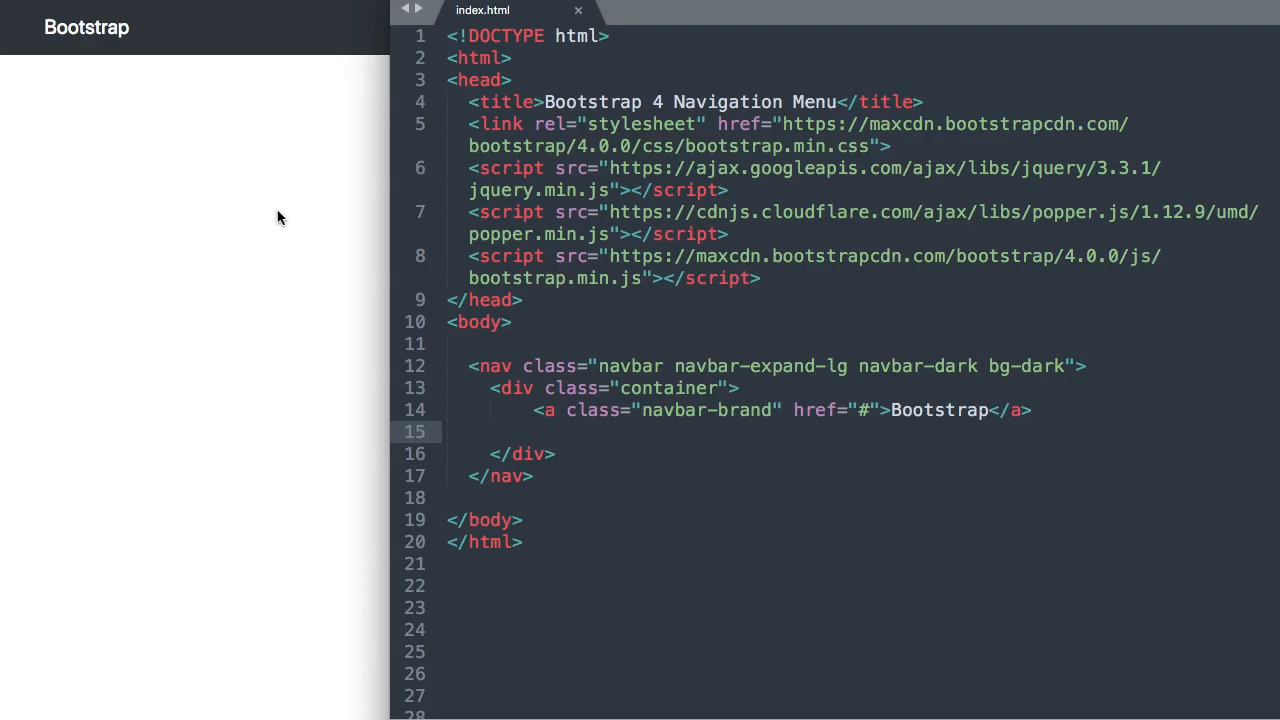 Bootstrap
index.html ×
1 <!DOCTYPE html>
2 <html>
3 <head>
4 <title>Bootstrap 4 Navigation Menu</title>
5 <link rel="stylesheet" href="https://maxcdn.bootstrapcdn.com/
bootstrap/4.0.0/css/bootstrap.min.css">
6 <script src="https://ajax.googleapis.com/ajax/libs/jquery/3.3.1/
jquery.min.js"></script>
7 <script src="https://cdnjs.cloudflare.com/ajax/libs/popper.js/1.12.9/umd/
popper.min.js"></script>
8 <script src="https://maxcdn.bootstrapcdn.com/bootstrap/4.0.0/js/
bootstrap.min.js"></script>
9 </head>
10 <body>
11
12 <nav class="navbar navbar-expand-lg navbar-dark bg-dark">
13 <div class="container">
14 <a class="navbar-brand" href="#">Bootstrap</a>
15
16 </div>
17 </nav>
18
19 </body>
20 </html>
21
22
23
24
25
26
27
28